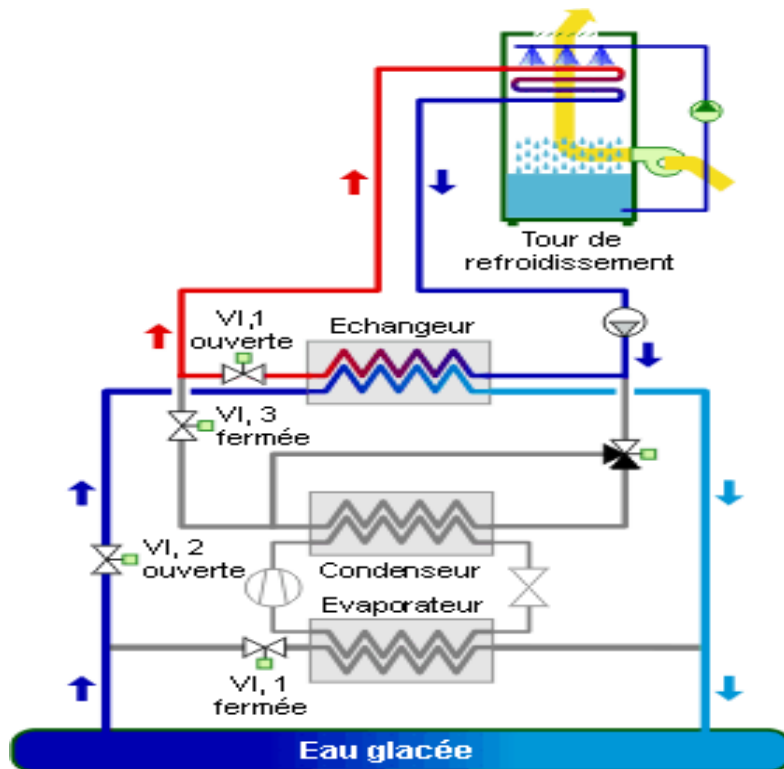 Tour de
refroidissement
VI,1
ouverte
Echangeur
VI, 3
fermée
VI, 2
ouverte
Condenseur
Evaporateur
VI, 1
fermée
Eau glacée